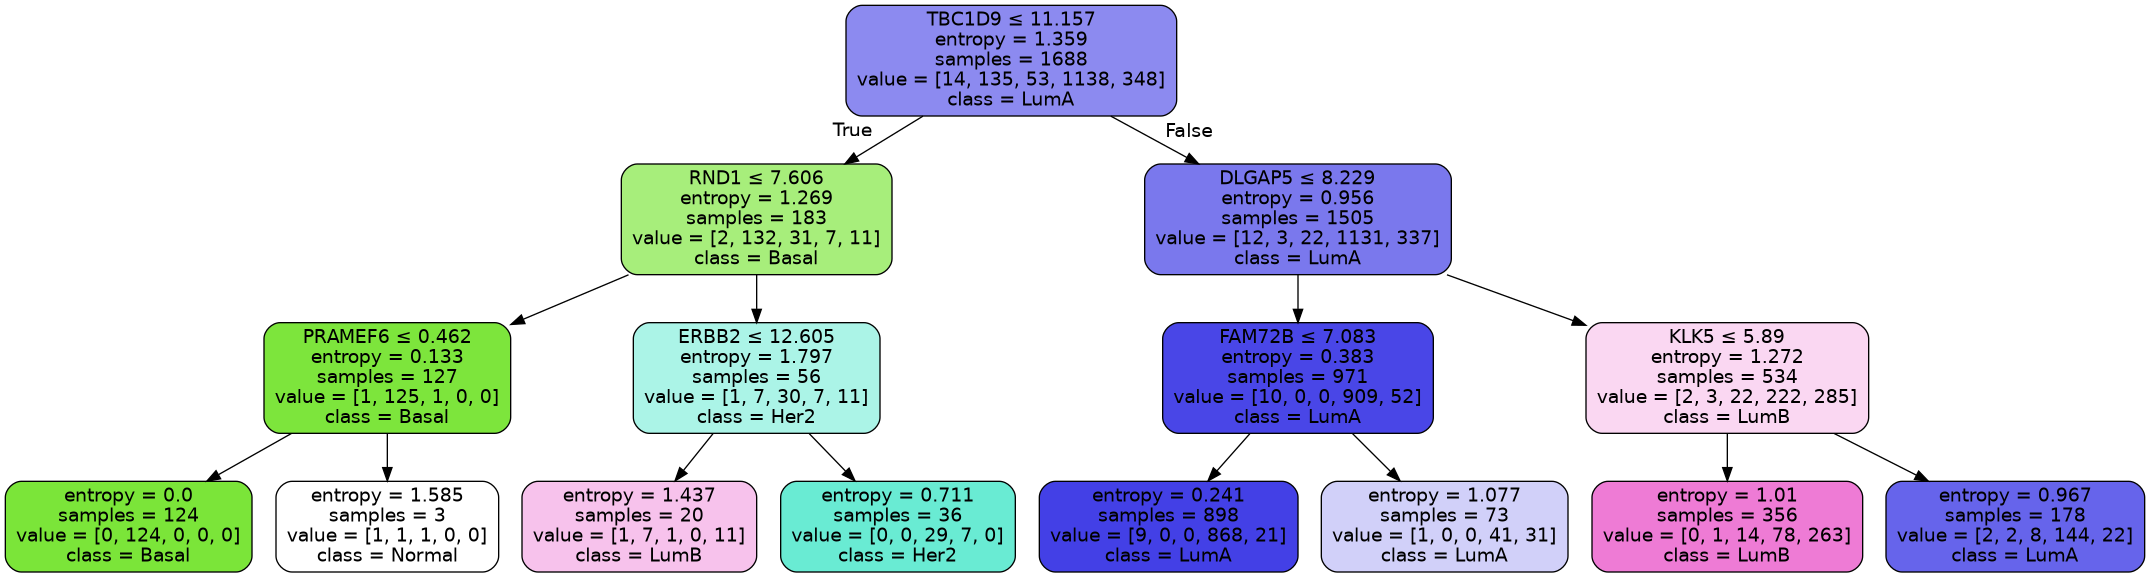 TBC1D9 ≤ 11.157
entropy = 1.359
samples = 1688
value = [14, 135, 53, 1138, 348]
class = LumA
True
False
RND1 ≤ 7.606
entropy = 1.269
samples = 183
value = [2, 132, 31, 7, 11]
class = Basal
DLGAP5 ≤ 8.229
entropy = 0.956
samples = 1505
value = [12, 3, 22, 1131, 337]
class = LumA
PRAMEF6 ≤ 0.462
entropy = 0.133
samples = 127
value = [1, 125, 1, 0, 0]
class = Basal
ERBB2 ≤ 12.605
entropy = 1.797
samples = 56
value = [1, 7, 30, 7, 11]
class = Her2
FAM72B ≤ 7.083
entropy = 0.383
samples = 971
value = [10, 0, 0, 909, 52]
class = LumA
KLK5 ≤ 5.89
entropy = 1.272
samples = 534
value = [2, 3, 22, 222, 285]
class = LumB
entropy = 0.0
samples = 124
value = [0, 124, 0, 0, 0]
class = Basal
entropy = 1.585
samples = 3
value = [1, 1, 1, 0, 0]
class = Normal
entropy = 1.437
samples = 20
value = [1, 7, 1, 0, 11]
class = LumB
entropy = 0.711
samples = 36
value = [0, 0, 29, 7, 0]
class = Her2
entropy = 0.241
samples = 898
value = [9, 0, 0, 868, 21]
class = LumA
entropy = 1.077
samples = 73
value = [1, 0, 0, 41, 31]
class = LumA
entropy = 1.01
samples = 356
value = [0, 1, 14, 78, 263]
class = LumB
entropy = 0.967
samples = 178
value = [2, 2, 8, 144, 22]
class = LumA